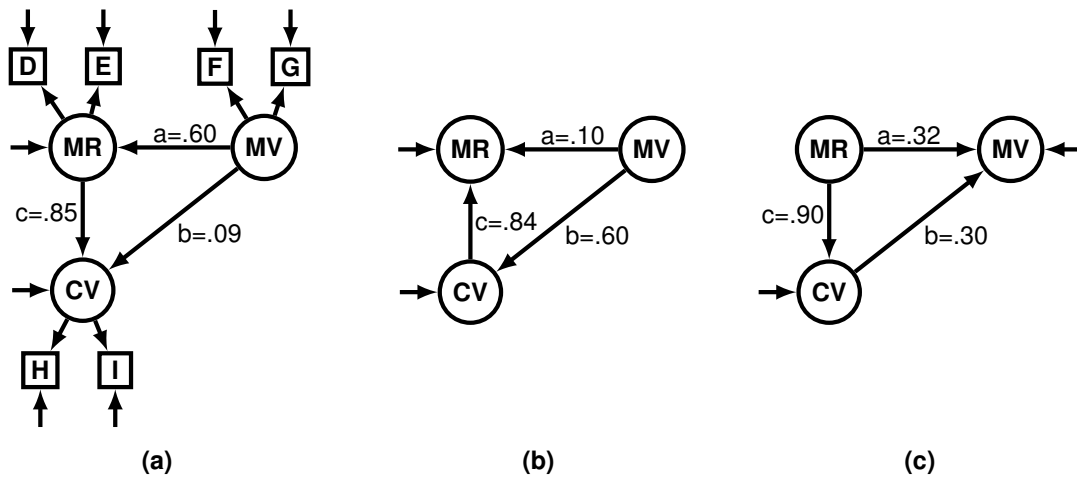 D E F G
MR a=.60 MV
c=.85
b=.09
CV
H I
(a)
MR a=.10 MV
c=.84
b=.60
CV
(b)
MR a=.32 MV
c=.90
b=.30
CV
(c)